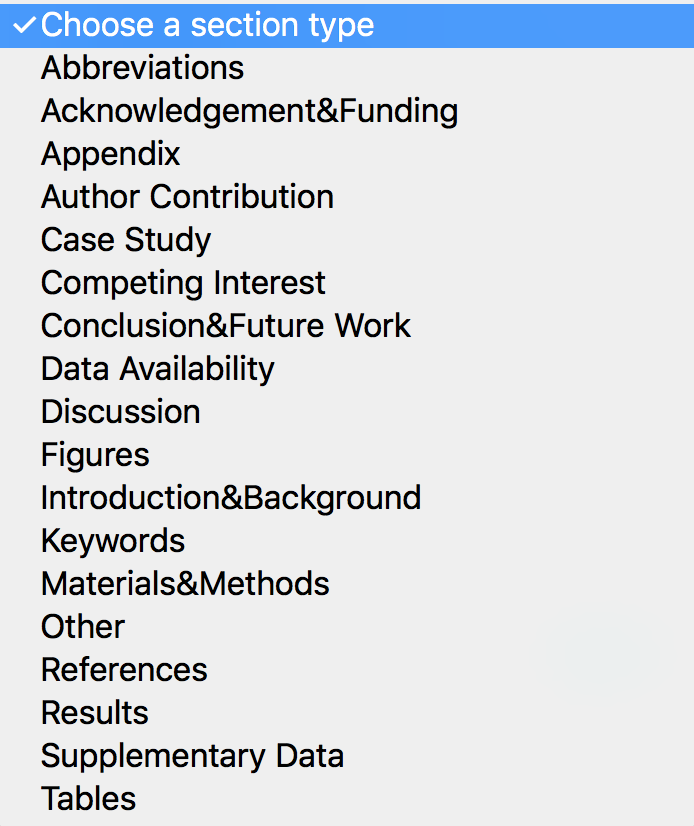 ✓Choose a section type
Abbreviations
Acknowledgement&Funding
Appendix
Author Contribution
Case Study
Competing Interest
Conclusion&Future Work
Data Availability
Discussion
Figures
Introduction&Background
Keywords
Materials&Methods
Other
References
Results
Supplementary Data
Tables